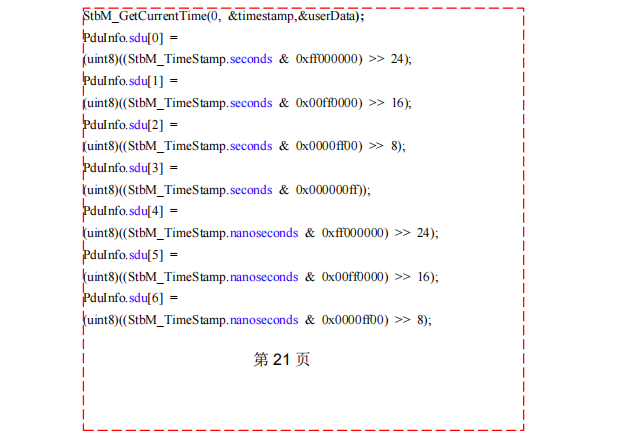 StbM_GetCurrentTime(0, &timestamp,&userData);
PduInfo.sdu[0] =
(uint8)((StbM_TimeStamp.seconds & 0xff000000) >> 24);
PduInfo.sdu[1] =
(uint8)((StbM_TimeStamp.seconds & 0x00ff0000) >> 16);
PduInfo.sdu[2] =
(uint8)((StbM_TimeStamp.seconds & 0x0000ff00) >> 8);
PduInfo.sdu[3] =
(uint8)((StbM_TimeStamp.seconds & 0x000000ff));
PduInfo.sdu[4] =
(uint8)((StbM_TimeStamp.nanoseconds & 0xff000000) >> 24);
PduInfo.sdu[5] =
(uint8)((StbM_TimeStamp.nanoseconds & 0x00ff0000) >> 16);
PduInfo.sdu[6] =
(uint8)((StbM_TimeStamp.nanoseconds & 0x0000ff00) >> 8);
第 21 页